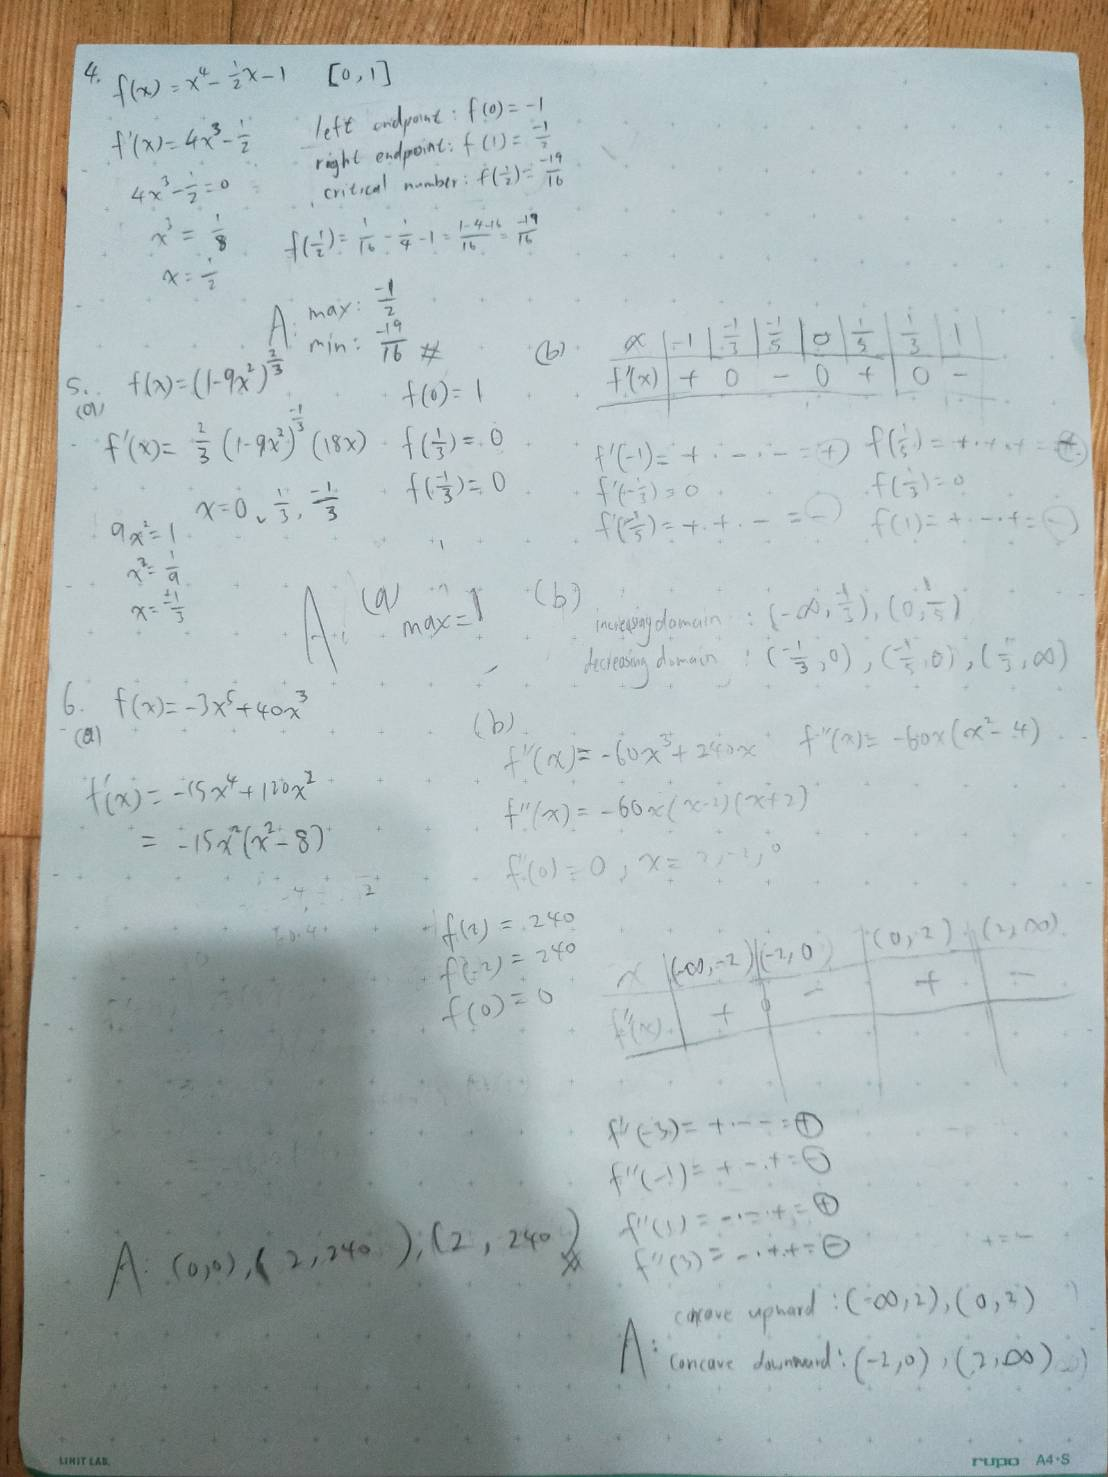 4. f(x) = x⁴ - 1/2 x - 1 [0, 1]
f'(x) = 4x³ - 1/2
4x³ - 1/2 = 0
x³ = 1/8
x = 1/2
left endpoint: f(0) = -1
right endpoint: f(1) = -1/2
critical number: f(1/2) = -19/16
f(1/2) = 1/16 - 1/4 - 1 = 1-4-16/16 = -19/16
A: max: -1/2
min: -19/16 #
5. f(x) = (1-9x²)^2/3
(a)
f'(x) = 2/3 (1-9x²)^-1/3 (18x)
x = 0, 1/3, -1/3
9x² = 1
x² = 1/9
x = ±1/3
f(0) = 1
f(1/3) = 0
f(-1/3) = 0
(b)
x | -1 | -1/3 | -1/5 | 0 | 1/5 | 1/3 | 1
f'(x) + 0 - 0 + 0 -
f'(-1) = + · - · - = +
f'(-1/3) = 0
f'(-1/5) = + · + · - = -
f(1/5) = + · + · + = +
f(1/3) = 0
f(1) = + · - · + = -
A: (a) max = 1
(b)
increasing domain : (-∞, -1/3), (0, 1/5)
decreasing domain : (-1/3, 0), (-1/5, 0), (1/3, ∞)
6. f(x) = -3x⁵ + 40x³
(a)
f'(x) = -15x⁴ + 120x²
= -15x²(x² - 8)
f(2) = 240
f(-2) = 240
f(0) = 0
A: (0,0), (2, 240), (2, 240) #
(b)
f''(x) = -60x³ + 240x f''(x) = -60x(x² - 4)
f''(x) = -60x(x-2)(x+2)
f''(0) = 0, x = 2, -2, 0
x | (-∞, -2) | (-2, 0) | (0, 2) | (2, ∞)
f''(x) + - + -
f''(-3) = + · - · - = +
f''(-1) = + · - · + = -
f''(1) = - · - · + = +
f''(3) = - · + · + = -
A: concave upward : (-∞, 2), (0, 2)
concave downward : (-2, 0), (2, ∞)
LIHIT LAB.
rupo A4·S